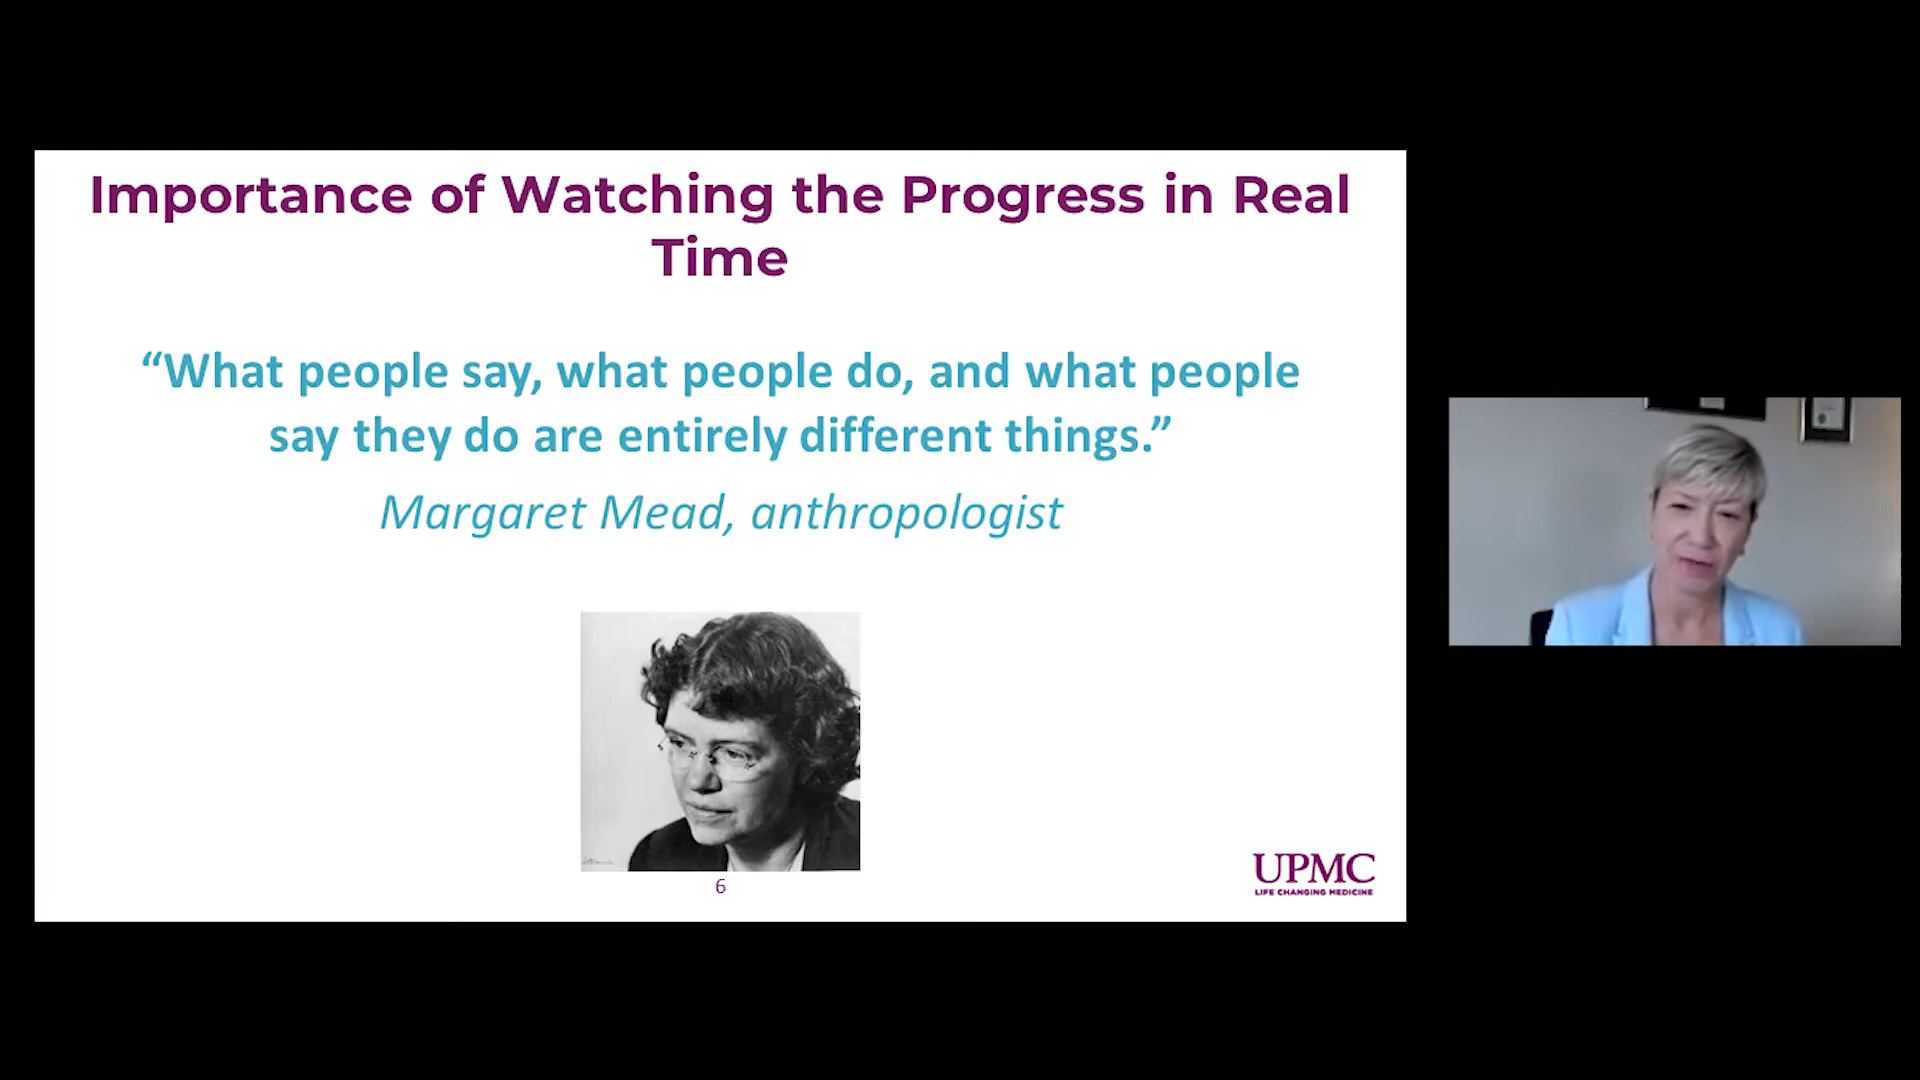 Importance of Watching the Progress in Real
Time
“What people say, what people do, and what people
say they do are entirely different things.”
Margaret Mead, anthropologist
6
UPMC
LIFE CHANGING MEDICINE